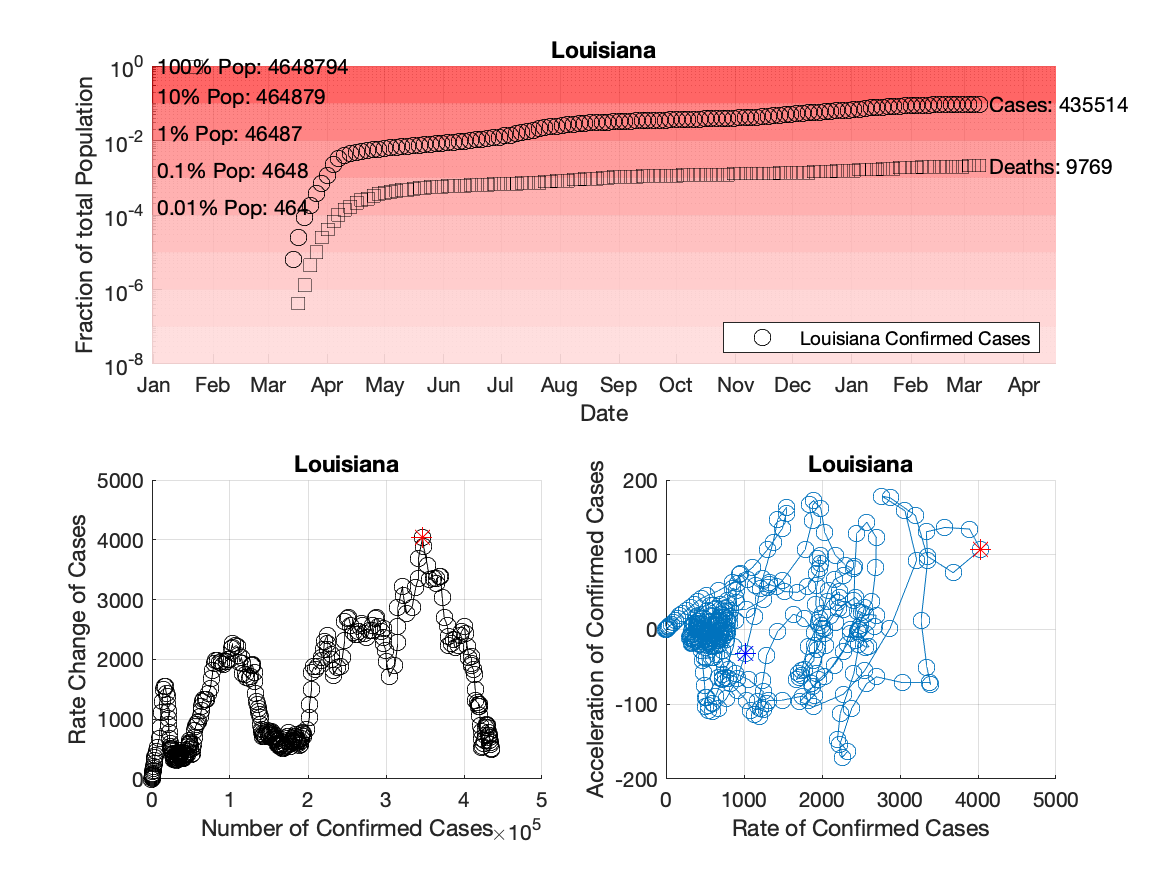 Louisiana
10^0
10^-2
10^-4
10^-6
10^-8
Fraction of total Population
100% Pop: 4648794
10% Pop: 464879
1% Pop: 46487
0.1% Pop: 4648
0.01% Pop: 464
Cases: 435514
Deaths: 9769
Louisiana Confirmed Cases
Jan Feb Mar Apr May Jun Jul Aug Sep Oct Nov Dec Jan Feb Mar Apr
Date
Louisiana
5000
4000
3000
2000
1000
0
Rate Change of Cases
0 1 2 3 4 5
Number of Confirmed Cases
×10^5
Louisiana
200
100
0
-100
-200
Acceleration of Confirmed Cases
0 1000 2000 3000 4000 5000
Rate of Confirmed Cases